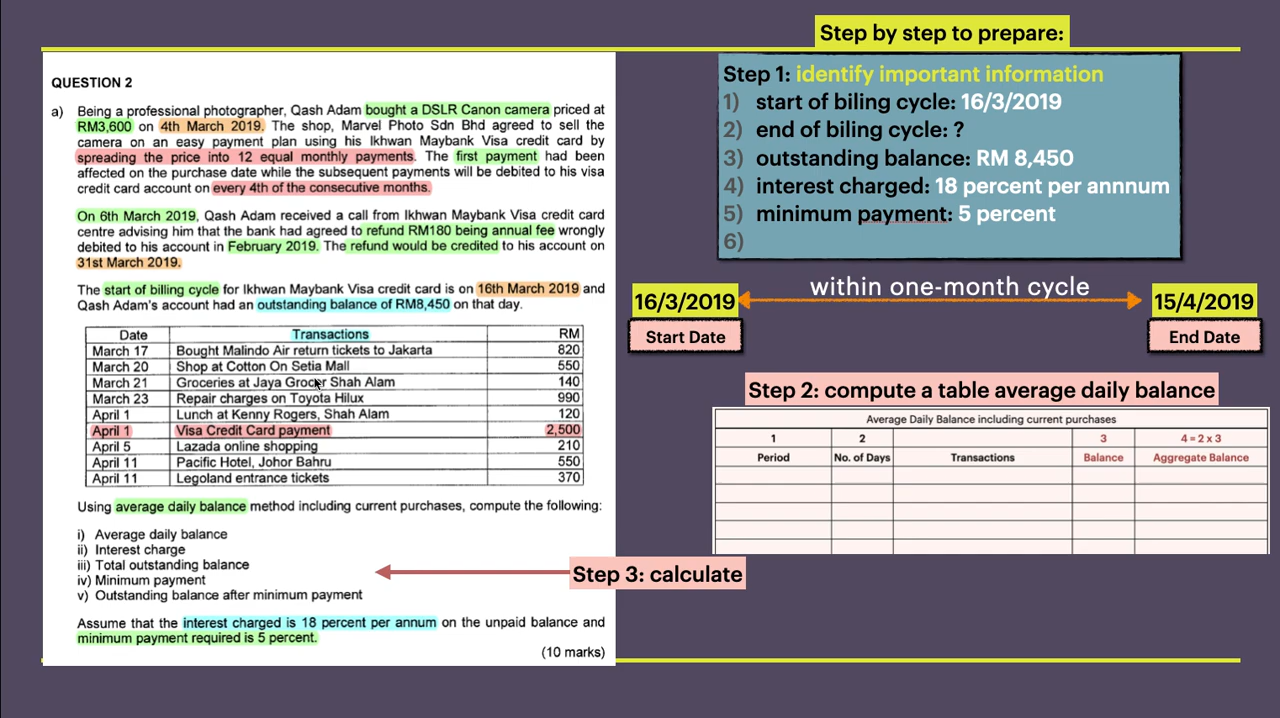 Step by step to prepare:
QUESTION 2
a) Being a professional photographer, Qash Adam bought a DSLR Canon camera priced at
RM3,600 on 4th March 2019. The shop, Marvel Photo Sdn Bhd agreed to sell the
camera on an easy payment plan using his Ikhwan Maybank Visa credit card by
spreading the price into 12 equal monthly payments. The first payment had been
affected on the purchase date while the subsequent payments will be debited to his visa
credit card account on every 4th of the consecutive months.
On 6th March 2019, Qash Adam received a call from Ikhwan Maybank Visa credit card
centre advising him that the bank had agreed to refund RM180 being annual fee wrongly
debited to his account in February 2019. The refund would be credited to his account on
31st March 2019.
The start of billing cycle for Ikhwan Maybank Visa credit card is on 16th March 2019 and
Qash Adam's account had an outstanding balance of RM8,450 on that day.
Date Transactions RM
March 17 Bought Malindo Air return tickets to Jakarta 820
March 20 Shop at Cotton On Setia Mall 550
March 21 Groceries at Jaya Grocer Shah Alam 140
March 23 Repair charges on Toyota Hilux 990
April 1 Lunch at Kenny Rogers, Shah Alam 120
April 1 Visa Credit Card payment 2,500
April 5 Lazada online shopping 210
April 11 Pacific Hotel, Johor Bahru 550
April 11 Legoland entrance tickets 370
Using average daily balance method including current purchases, compute the following:
i) Average daily balance
ii) Interest charge
iii) Total outstanding balance
iv) Minimum payment
v) Outstanding balance after minimum payment
Assume that the interest charged is 18 percent per annum on the unpaid balance and
minimum payment required is 5 percent.
(10 marks)
Step 1: identify important information
1) start of biling cycle: 16/3/2019
2) end of biling cycle: ?
3) outstanding balance: RM 8,450
4) interest charged: 18 percent per annnum
5) minimum payment: 5 percent
6)
within one-month cycle
16/3/2019 15/4/2019
Start Date End Date
Step 2: compute a table average daily balance
Average Daily Balance including current purchases
1 2 3 4 = 2 x 3
Period No. of Days Transactions Balance Aggregate Balance
Step 3: calculate